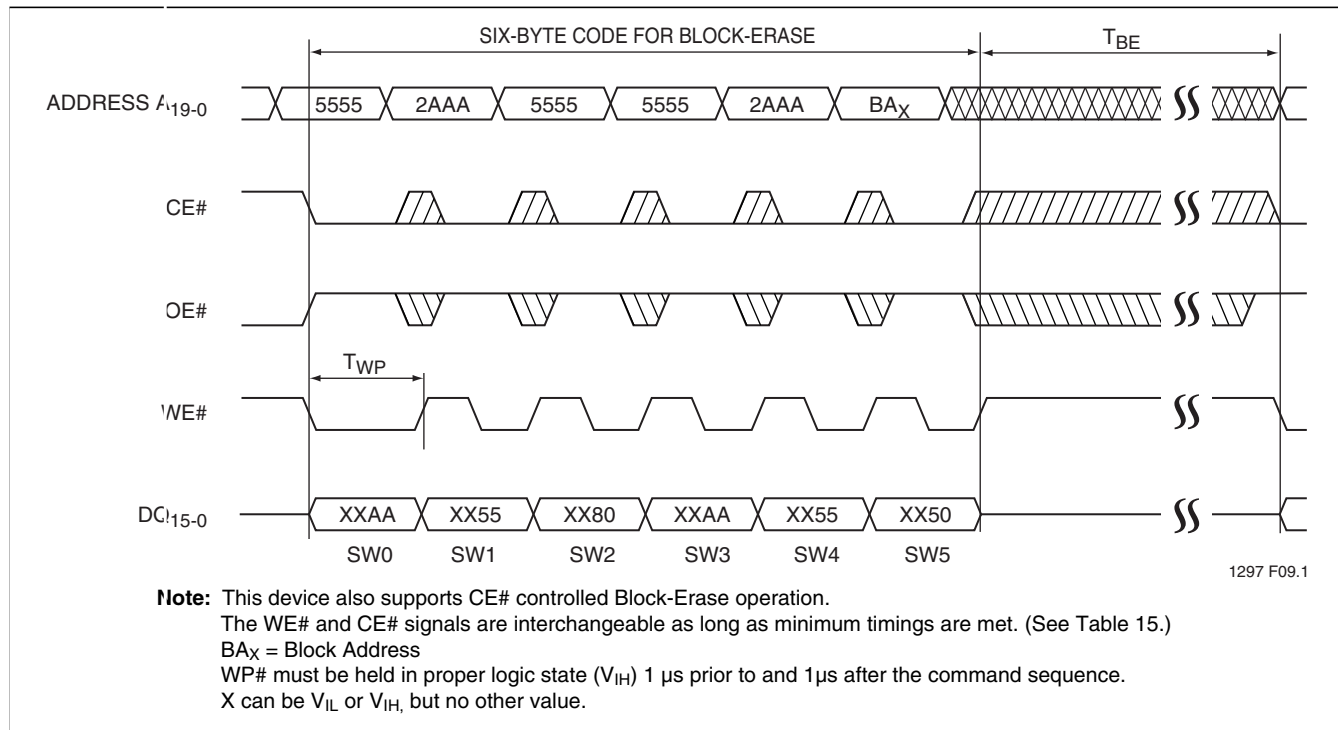 SIX-BYTE CODE FOR BLOCK-ERASE TBE
ADDRESS A19-0 5555 2AAA 5555 5555 2AAA BAX
CE#
OE#
TWP
WE#
DQ15-0 XXAA XX55 XX80 XXAA XX55 XX50
SW0 SW1 SW2 SW3 SW4 SW5
1297 F09.1
Note: This device also supports CE# controlled Block-Erase operation.
The WE# and CE# signals are interchangeable as long as minimum timings are met. (See Table 15.)
BAX = Block Address
WP# must be held in proper logic state (VIH) 1 µs prior to and 1µs after the command sequence.
X can be VIL or VIH, but no other value.